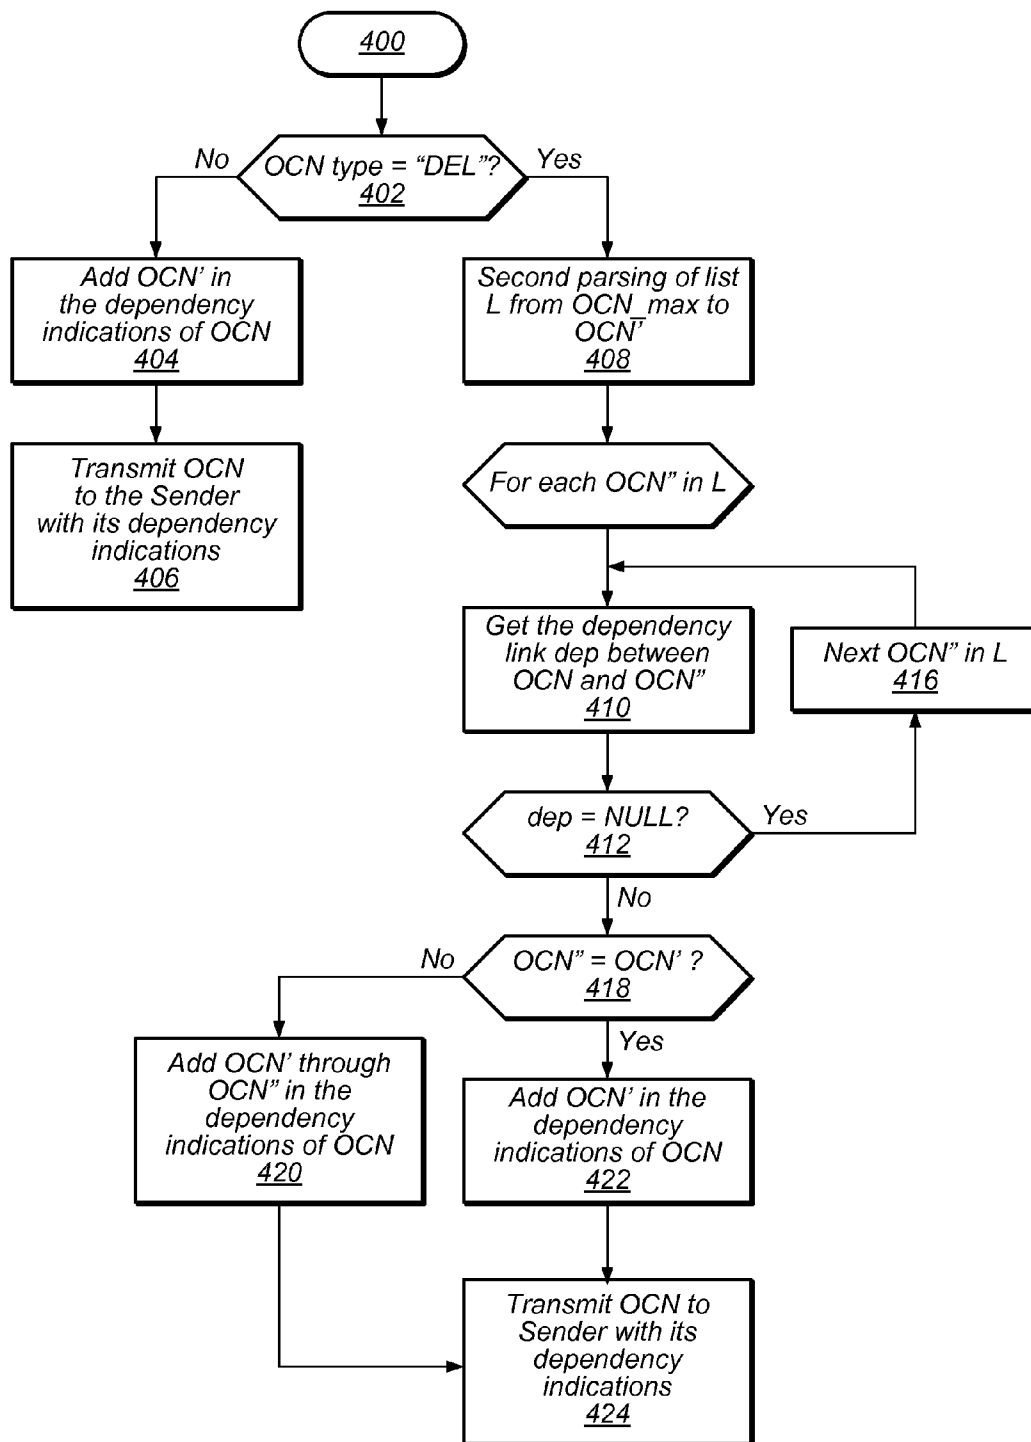 400
No
OCN type = “DEL”?
402
Yes
Add OCN’ in
the dependency
indications of OCN
404
Second parsing of list
L from OCN_max to
OCN’
408
Transmit OCN
to the Sender
with its dependency
indications
406
For each OCN” in L
Get the dependency
link dep between
OCN and OCN”
410
Next OCN” in L
416
dep = NULL?
412
Yes
No
No
OCN” = OCN’ ?
418
Yes
Add OCN’ through
OCN” in the
dependency
indications of OCN
420
Add OCN’ in the
dependency
indications of OCN
422
Transmit OCN to
Sender with its
dependency
indications
424